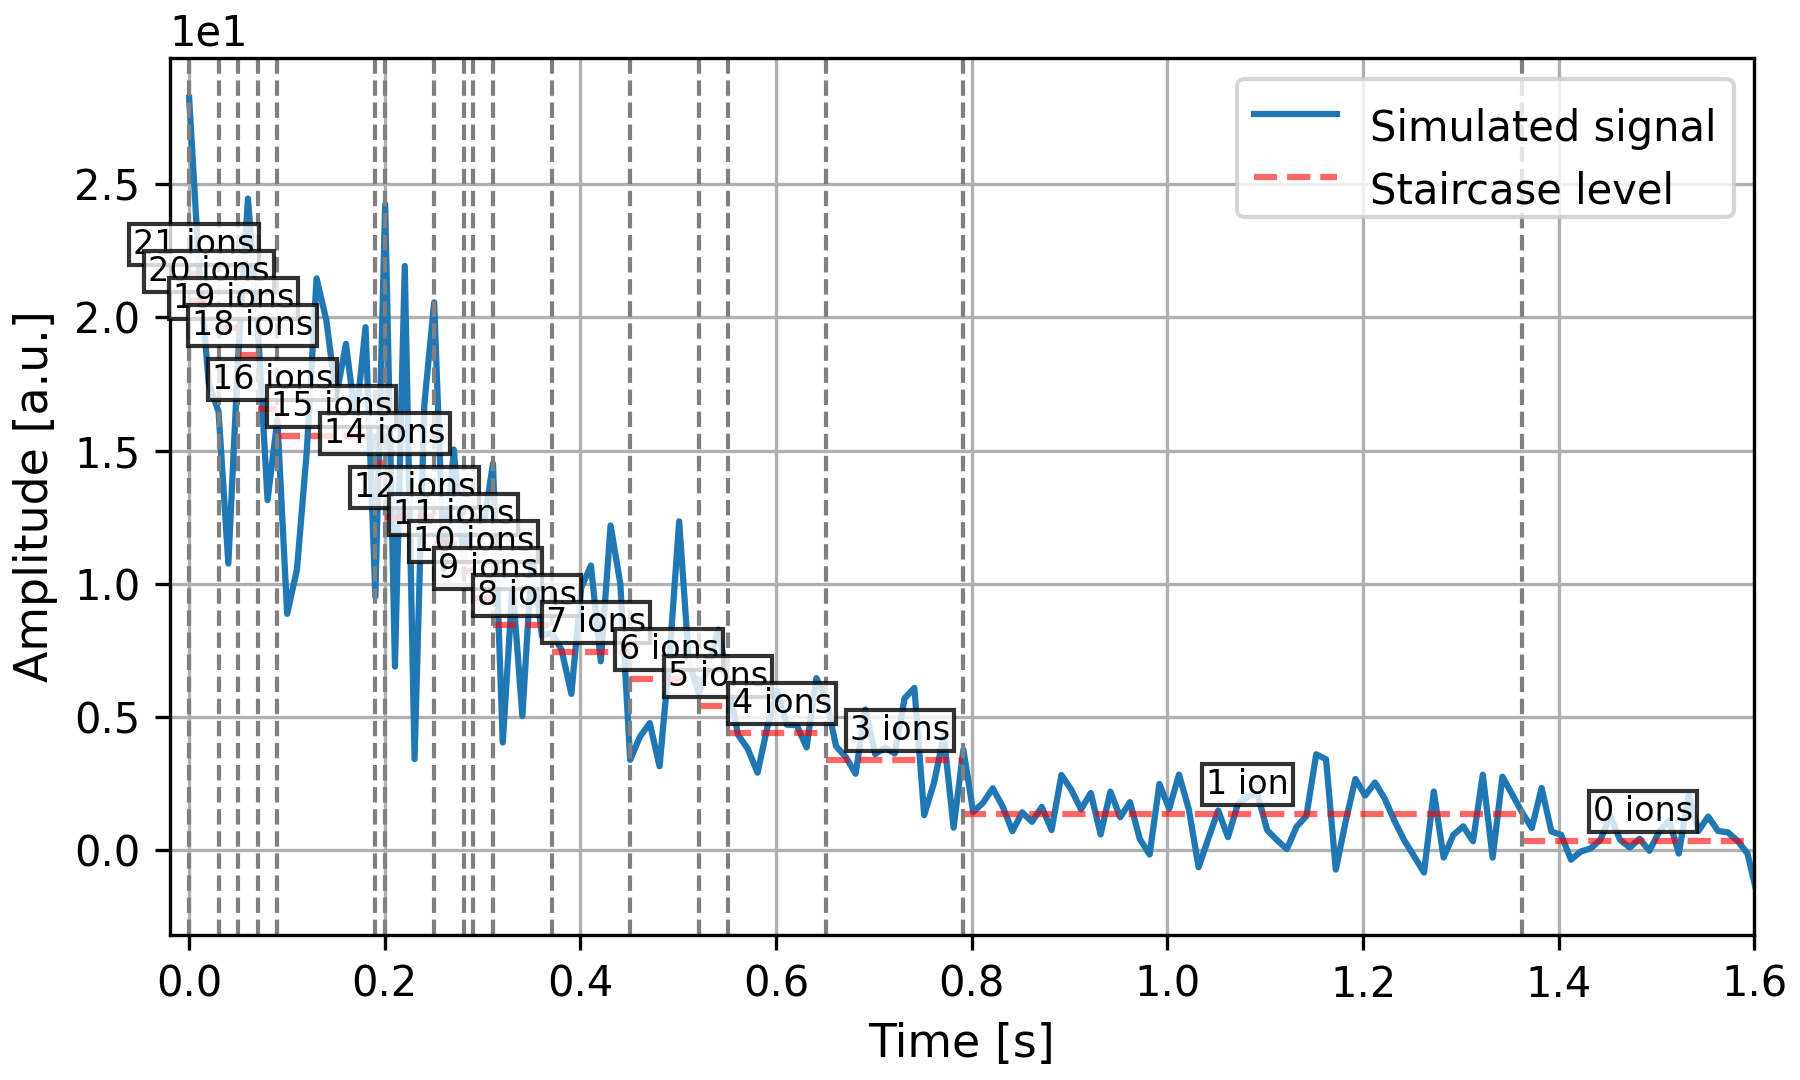 1e1
Simulated signal
Staircase level
2.5
2.0
1.5
1.0
0.5
0.0
Amplitude [a.u.]
21 ions
20 ions
19 ions
18 ions
16 ions
15 ions
14 ions
12 ions
11 ions
10 ions
9 ions
8 ions
7 ions
6 ions
5 ions
4 ions
3 ions
1 ion
0 ions
0.0 0.2 0.4 0.6 0.8 1.0 1.2 1.4 1.6
Time [s]